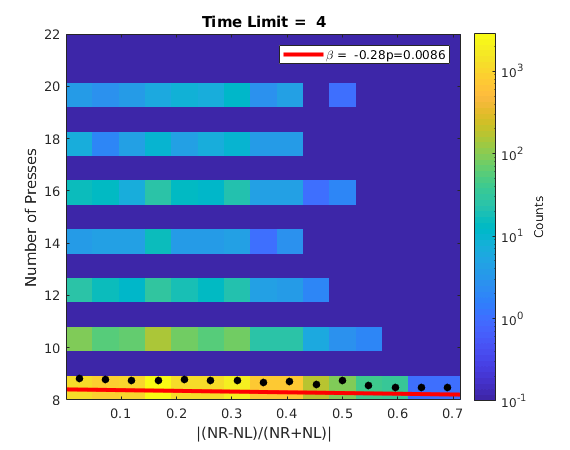 Time Limit = 4
β = -0.28p=0.0086
Number of Presses
22
20
18
16
14
12
10
8
0.1 0.2 0.3 0.4 0.5 0.6 0.7
|(NR-NL)/(NR+NL)|
10^3
10^2
10^1
10^0
10^-1
Counts